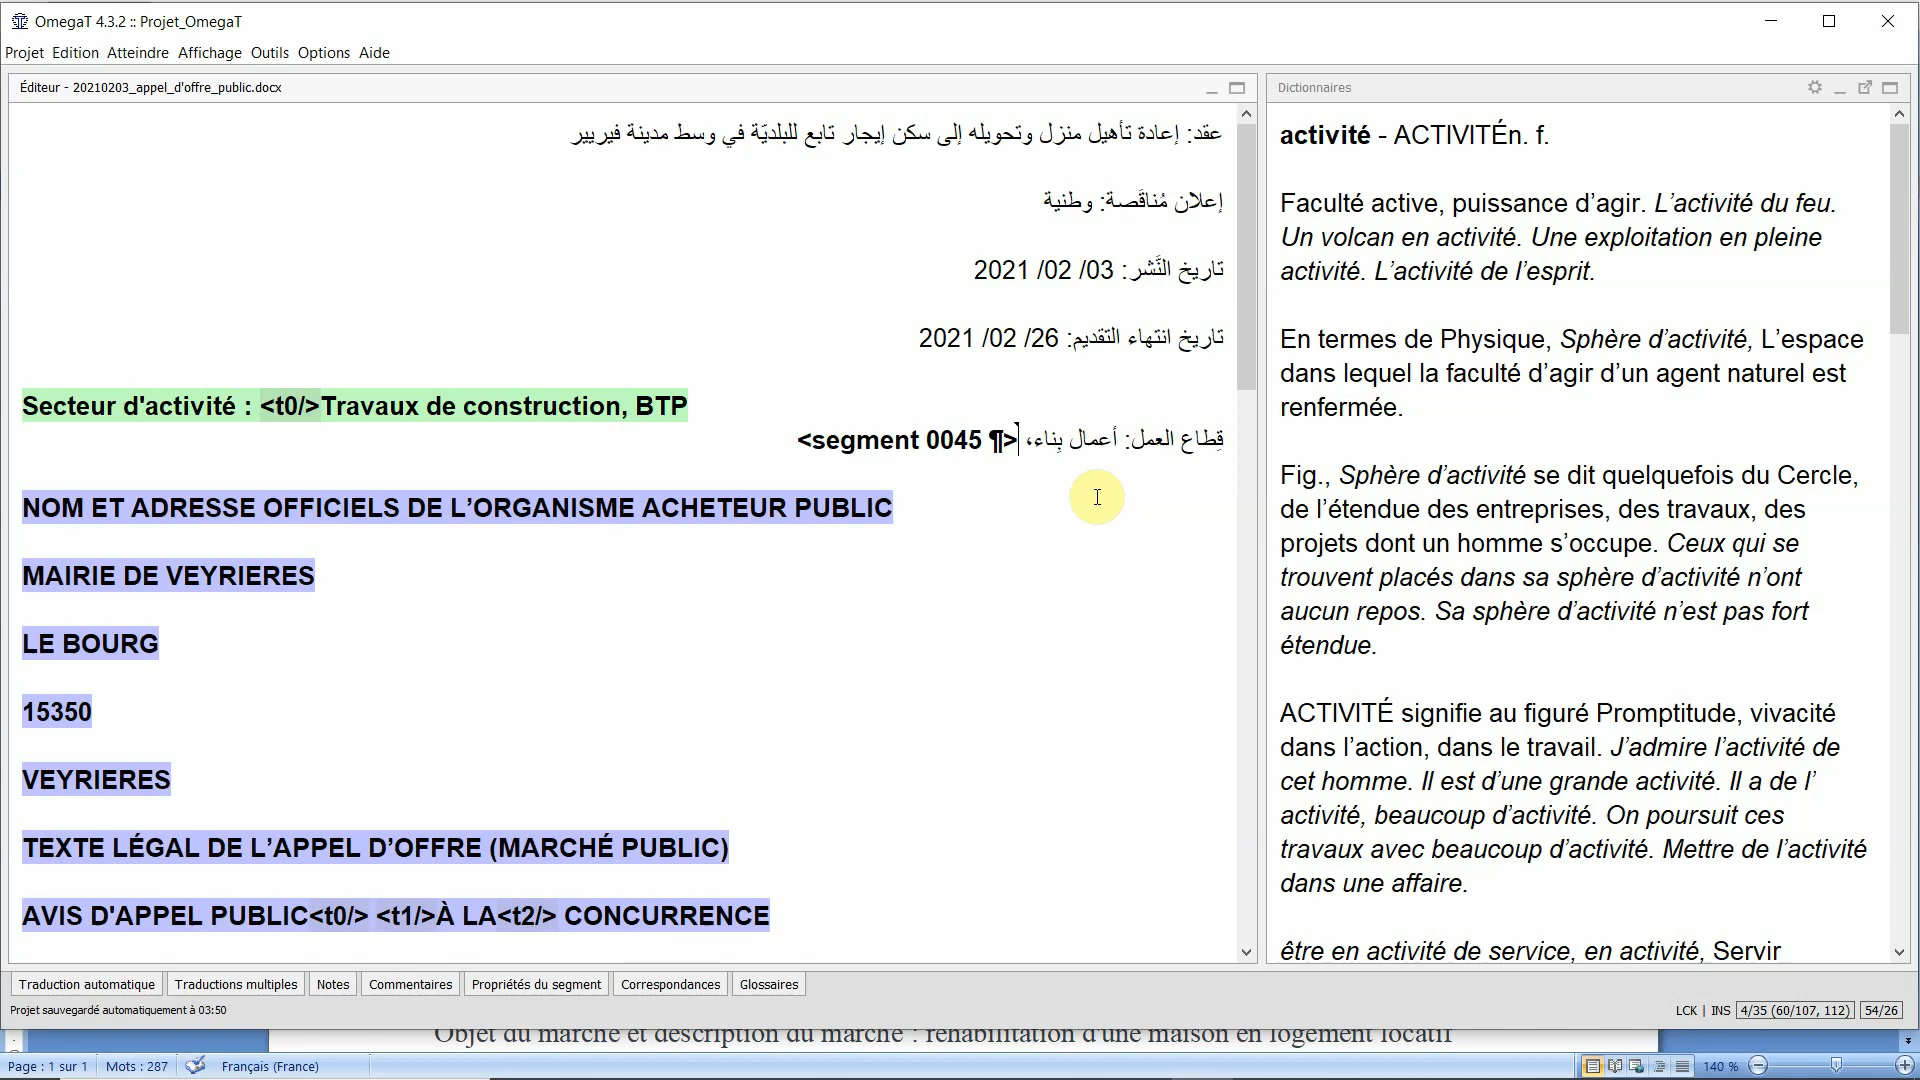 OmegaT 4.3.2 :: Projet_OmegaT
Projet Edition Atteindre Affichage Outils Options Aide
Éditeur - 20210203_appel_d'offre_public.docx
عقد: إعادة تأهيل منزل وتحويله إلى سكن إيجار تابع للبلديّة في وسط مدينة فيريير
إعلان مُناقَصة: وطنية
تاريخ النَّشر: 03/ 02/ 2021
تاريخ انتهاء التقديم: 26/ 02/ 2021
Secteur d'activité : <t0/>Travaux de construction, BTP
قِطاع العمل: أعمال بِناء، <segment 0045 ¶>
NOM ET ADRESSE OFFICIELS DE L’ORGANISME ACHETEUR PUBLIC
MAIRIE DE VEYRIERES
LE BOURG
15350
VEYRIERES
TEXTE LÉGAL DE L’APPEL D’OFFRE (MARCHÉ PUBLIC)
AVIS D'APPEL PUBLIC<t0/> <t1/>À LA<t2/> CONCURRENCE
Dictionnaires
activité - ACTIVITÉn. f.
Faculté active, puissance d’agir. L’activité du feu.
Un volcan en activité. Une exploitation en pleine
activité. L’activité de l’esprit.
En termes de Physique, Sphère d’activité, L’espace
dans lequel la faculté d’agir d’un agent naturel est
renfermée.
Fig., Sphère d’activité se dit quelquefois du Cercle,
de l’étendue des entreprises, des travaux, des
projets dont un homme s’occupe. Ceux qui se
trouvent placés dans sa sphère d’activité n’ont
aucun repos. Sa sphère d’activité n’est pas fort
étendue.
ACTIVITÉ signifie au figuré Promptitude, vivacité
dans l’action, dans le travail. J’admire l’activité de
cet homme. Il est d’une grande activité. Il a de l’
activité, beaucoup d’activité. On poursuit ces
travaux avec beaucoup d’activité. Mettre de l’activité
dans une affaire.
être en activité de service, en activité, Servir
Traduction automatique Traductions multiples Notes Commentaires Propriétés du segment Correspondances Glossaires
Projet sauvegardé automatiquement à 03:50
LCK | INS 4/35 (60/107, 112) 54/26
Objet du marché et description du marché : réhabilitation d'une maison en logement locatif
Page : 1 sur 1 Mots : 287 Français (France) 140 %